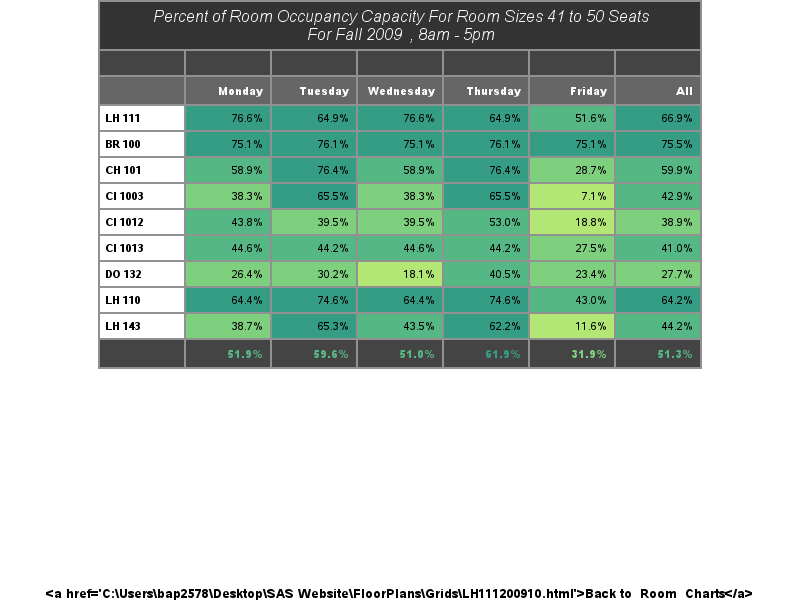 Percent of Room Occupancy Capacity For Room Sizes 41 to 50 Seats
For Fall 2009 , 8am - 5pm
Monday Tuesday Wednesday Thursday Friday All
LH 111 76.6% 64.9% 76.6% 64.9% 51.6% 66.9%
BR 100 75.1% 76.1% 75.1% 76.1% 75.1% 75.5%
CH 101 58.9% 76.4% 58.9% 76.4% 28.7% 59.9%
CI 1003 38.3% 65.5% 38.3% 65.5% 7.1% 42.9%
CI 1012 43.8% 39.5% 39.5% 53.0% 18.8% 38.9%
CI 1013 44.6% 44.2% 44.6% 44.2% 27.5% 41.0%
DO 132 26.4% 30.2% 18.1% 40.5% 23.4% 27.7%
LH 110 64.4% 74.6% 64.4% 74.6% 43.0% 64.2%
LH 143 38.7% 65.3% 43.5% 62.2% 11.6% 44.2%
51.9% 59.6% 51.0% 61.9% 31.9% 51.3%
<a href='C:\Users\bap2578\Desktop\SAS Website\FloorPlans\Grids\LH111200910.html'>Back to Room Charts</a>